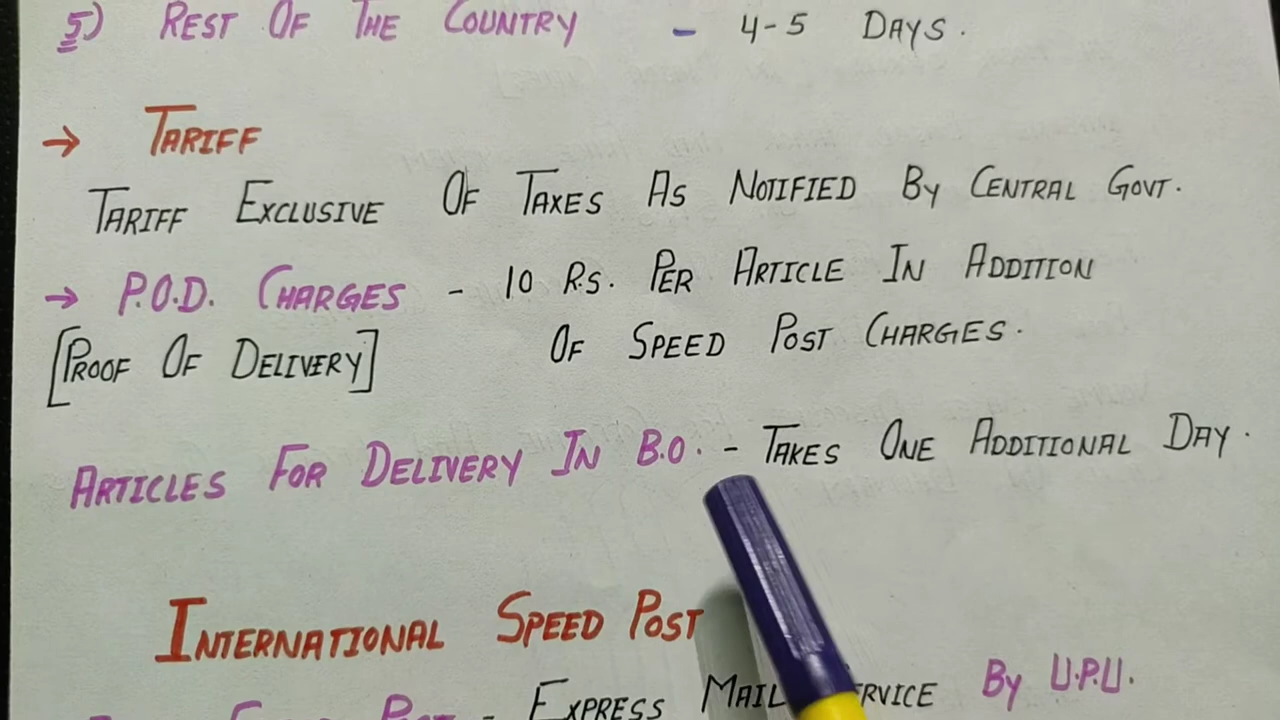 5) REST OF THE COUNTRY - 4-5 DAYS.
→ TARIFF
TARIFF EXCLUSIVE OF TAXES AS NOTIFIED BY CENTRAL GOVT.
→ P.O.D. CHARGES - 10 RS. PER ARTICLE IN ADDITION
[PROOF OF DELIVERY] OF SPEED POST CHARGES.
ARTICLES FOR DELIVERY IN B.O. - TAKES ONE ADDITIONAL DAY.
INTERNATIONAL SPEED POST
POST - EXPRESS MAIL BY U.P.U.